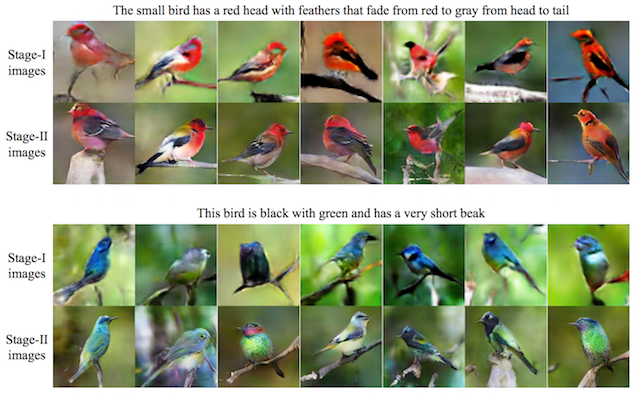 The small bird has a red head with feathers that fade from red to gray from head to tail
Stage-I
images
Stage-II
images
This bird is black with green and has a very short beak
Stage-I
images
Stage-II
images